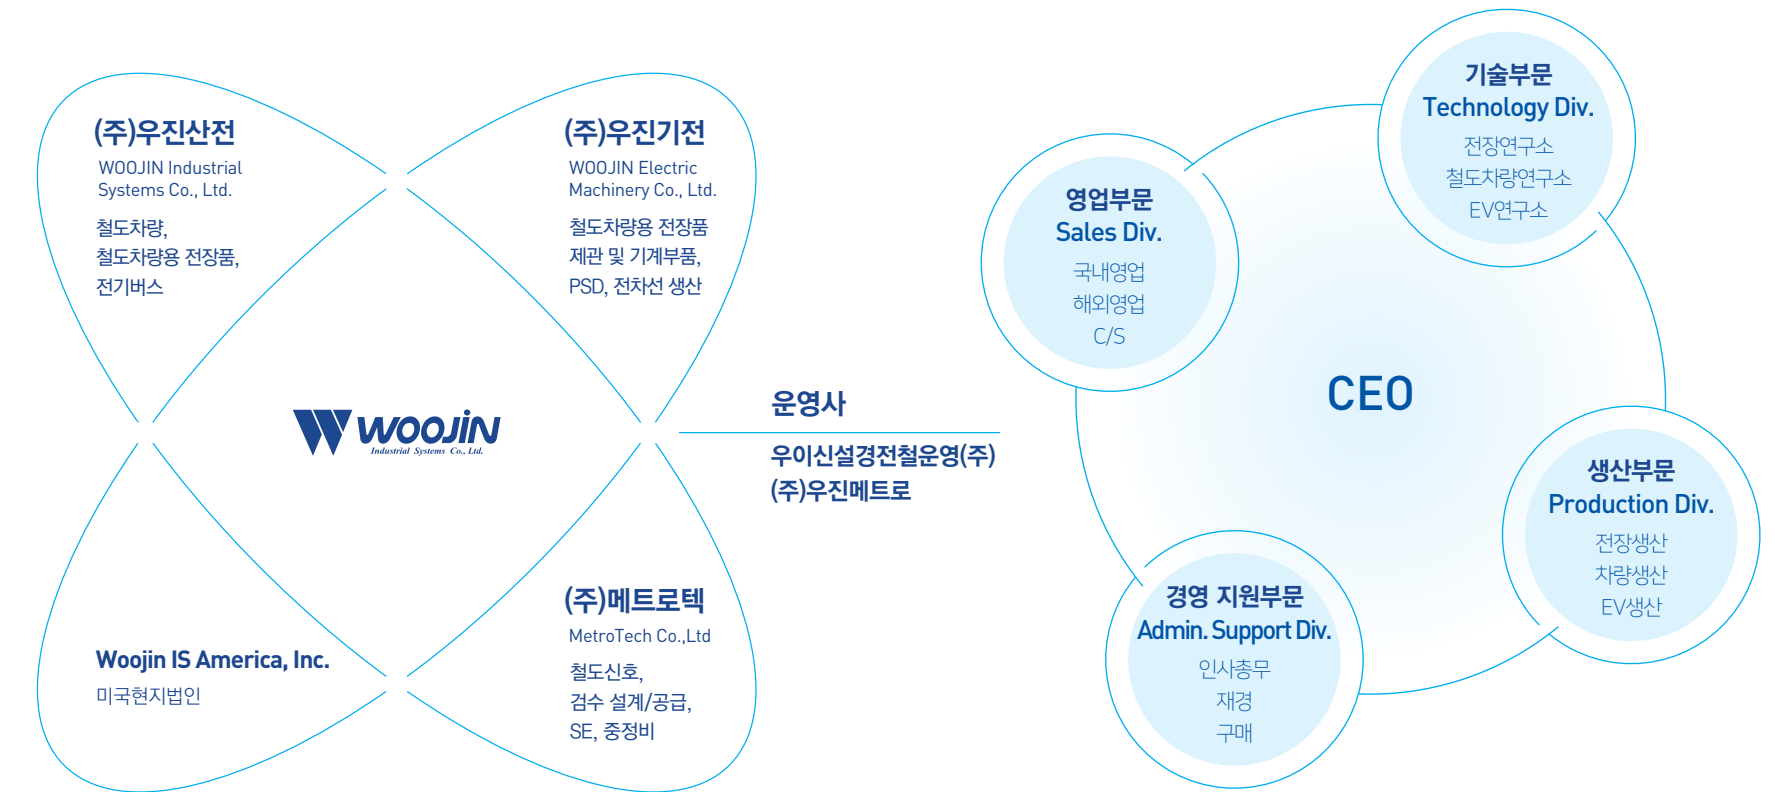 (주)우진산전
WOOJIN Industrial
Systems Co., Ltd.
철도차량,
철도차량용 전장품,
전기버스
(주)우진기전
WOOJIN Electric
Machinery Co., Ltd.
철도차량용 전장품
제관 및 기계부품,
PSD, 전차선 생산
WOOJIN
Industrial Systems Co., Ltd.
운영사
우이신설경전철운영(주)
(주)우진메트로
Woojin IS America, Inc.
미국현지법인
(주)메트로텍
MetroTech Co.,Ltd
철도신호,
검수 설계/공급,
SE, 중정비
CEO
영업부문
Sales Div.
국내영업
해외영업
C/S
기술부문
Technology Div.
전장연구소
철도차량연구소
EV연구소
생산부문
Production Div.
전장생산
차량생산
EV생산
경영 지원부문
Admin. Support Div.
인사총무
재경
구매